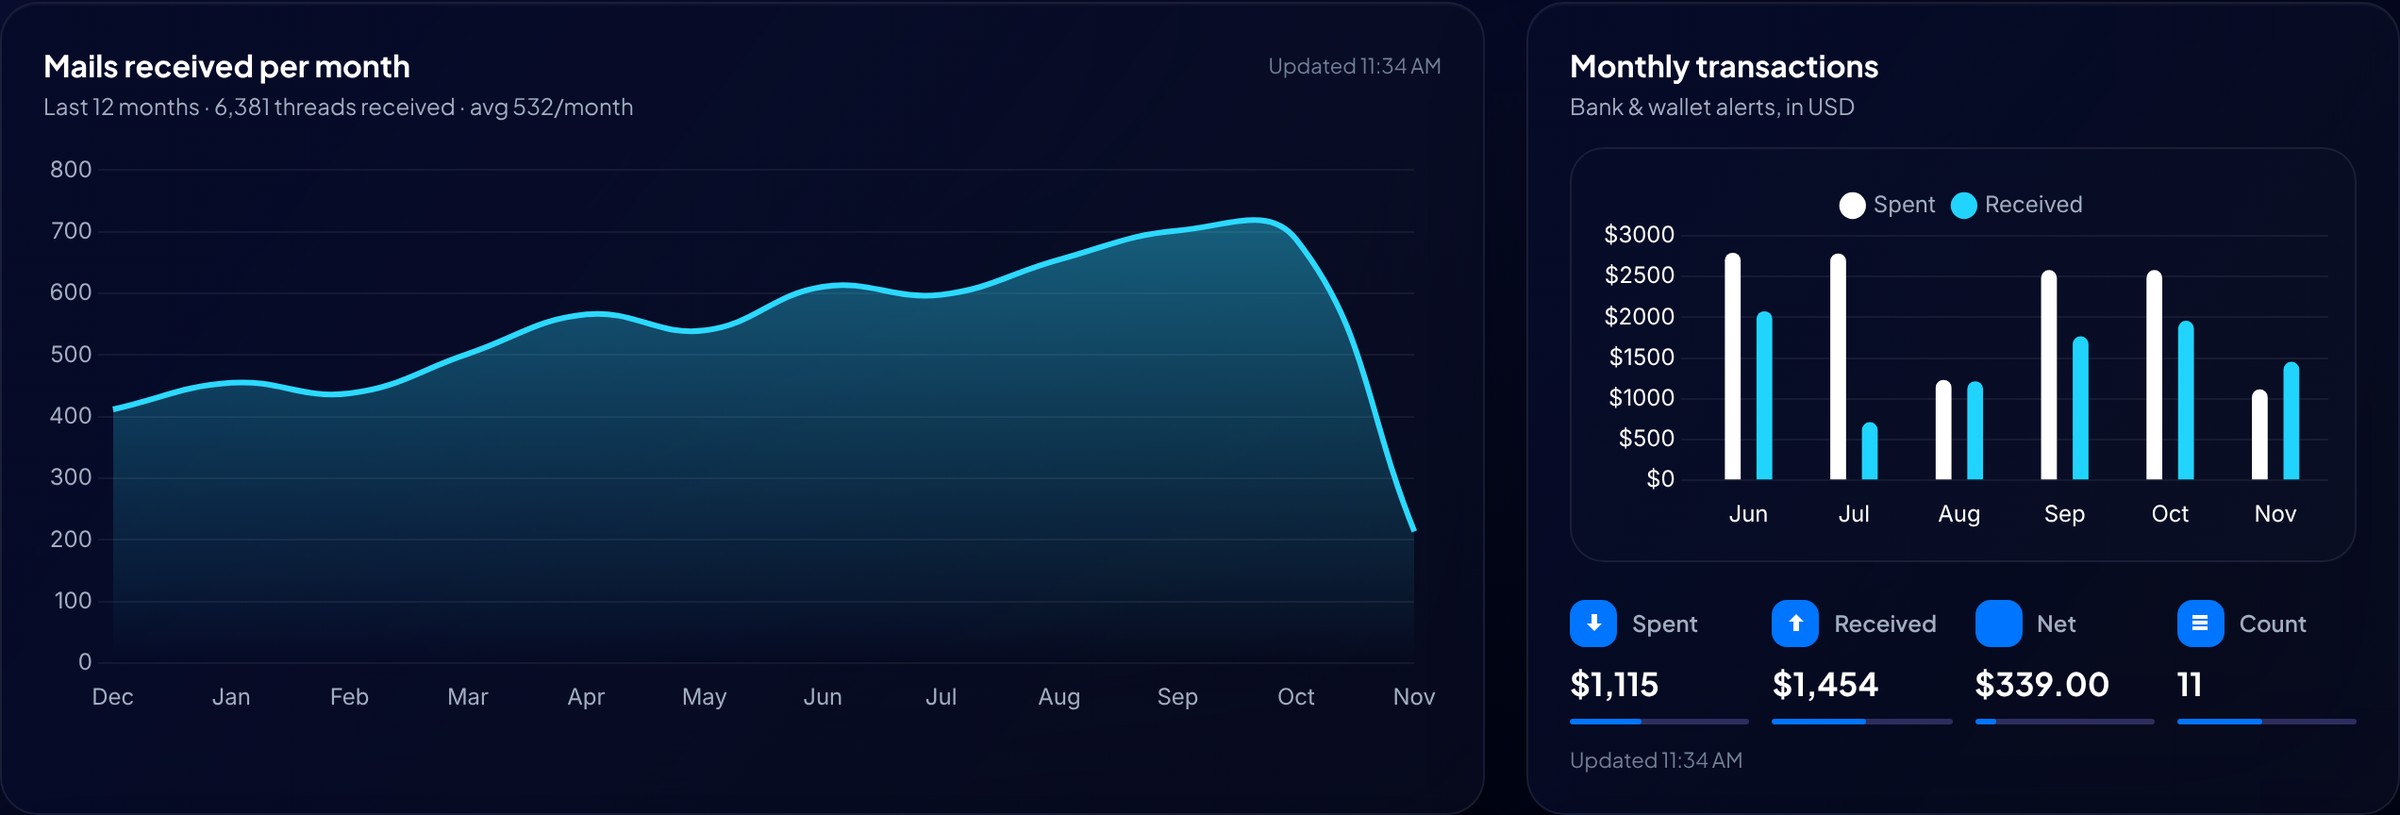 Mails received per month
Updated 11:34 AM
Last 12 months · 6,381 threads received · avg 532/month
800
700
600
500
400
300
200
100
0
Dec Jan Feb Mar Apr May Jun Jul Aug Sep Oct Nov
Monthly transactions
Bank & wallet alerts, in USD
Spent Received
$3000
$2500
$2000
$1500
$1000
$500
$0
Jun Jul Aug Sep Oct Nov
Spent Received Net Count
$1,115 $1,454 $339.00 11
Updated 11:34 AM